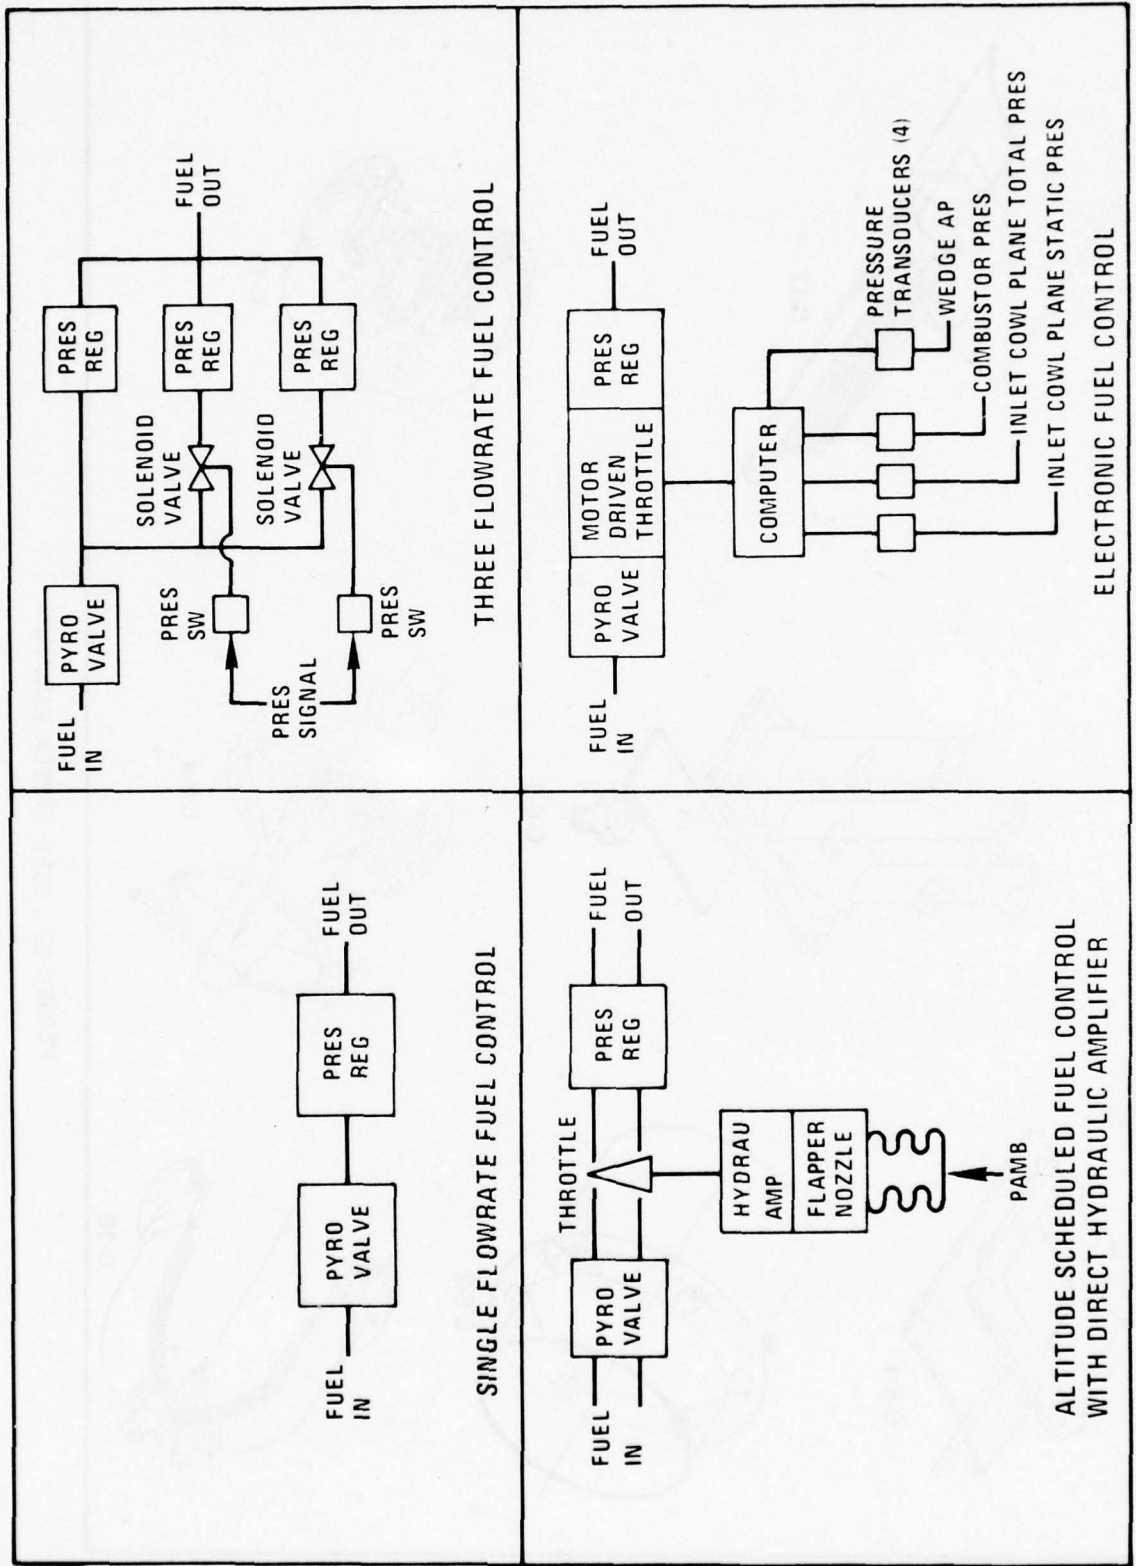 FUEL
IN
PYRO
VALVE
PRES
REG
FUEL
OUT
SINGLE FLOWRATE FUEL CONTROL
FUEL
IN
PYRO
VALVE
PRES
REG
SOLENOID
VALVE
PRES
REG
FUEL
OUT
PRES
SW
SOLENOID
VALVE
PRES
REG
PRES
SIGNAL
PRES
SW
THREE FLOWRATE FUEL CONTROL
THROTTLE
FUEL
IN
PYRO
VALVE
PRES
REG
FUEL
OUT
HYDRAU
AMP
FLAPPER
NOZZLE
PAMB
ALTITUDE SCHEDULED FUEL CONTROL
WITH DIRECT HYDRAULIC AMPLIFIER
FUEL
IN
PYRO
VALVE
MOTOR
DRIVEN
THROTTLE
PRES
REG
FUEL
OUT
COMPUTER
PRESSURE
TRANSDUCERS (4)
WEDGE AP
COMBUSTOR PRES
INLET COWL PLANE TOTAL PRES
INLET COWL PLANE STATIC PRES
ELECTRONIC FUEL CONTROL